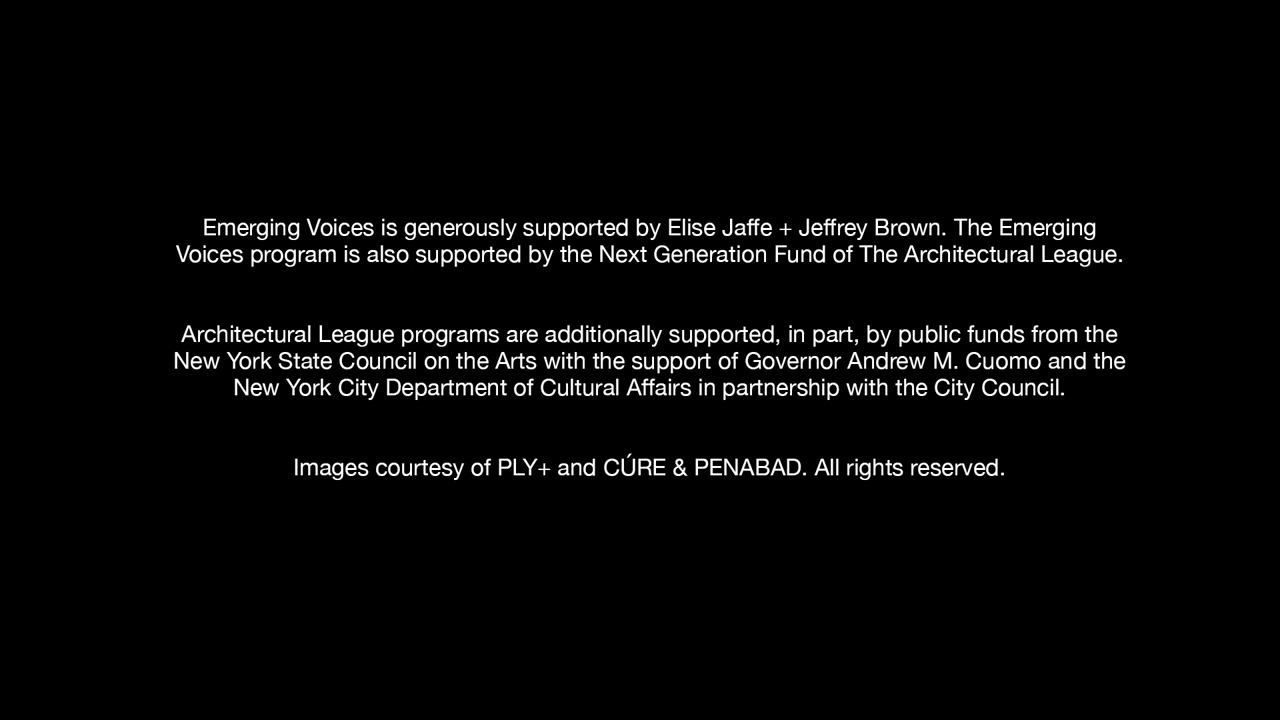 Emerging Voices is generously supported by Elise Jaffe + Jeffrey Brown. The Emerging
Voices program is also supported by the Next Generation Fund of The Architectural League.
Architectural League programs are additionally supported, in part, by public funds from the
New York State Council on the Arts with the support of Governor Andrew M. Cuomo and the
New York City Department of Cultural Affairs in partnership with the City Council.
Images courtesy of PLY+ and CÚRE & PENABAD. All rights reserved.